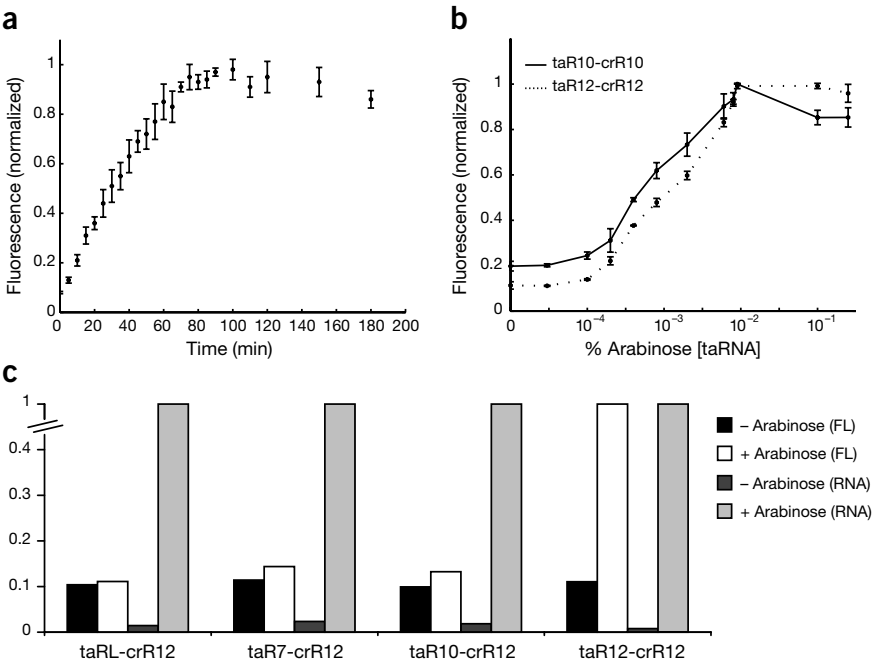 a
Fluorescence (normalized)
1
0.8
0.6
0.4
0.2
0
0 20 40 60 80 100 120 140 160 180 200
Time (min)
b
Fluorescence (normalized)
taR10-crR10
taR12-crR12
1
0.8
0.6
0.4
0.2
0
0 10⁻⁴ 10⁻³ 10⁻² 10⁻¹
% Arabinose [taRNA]
c
1
0.4
0.3
0.2
0.1
0
taRL-crR12 taR7-crR12 taR10-crR12 taR12-crR12
– Arabinose (FL)
+ Arabinose (FL)
– Arabinose (RNA)
+ Arabinose (RNA)